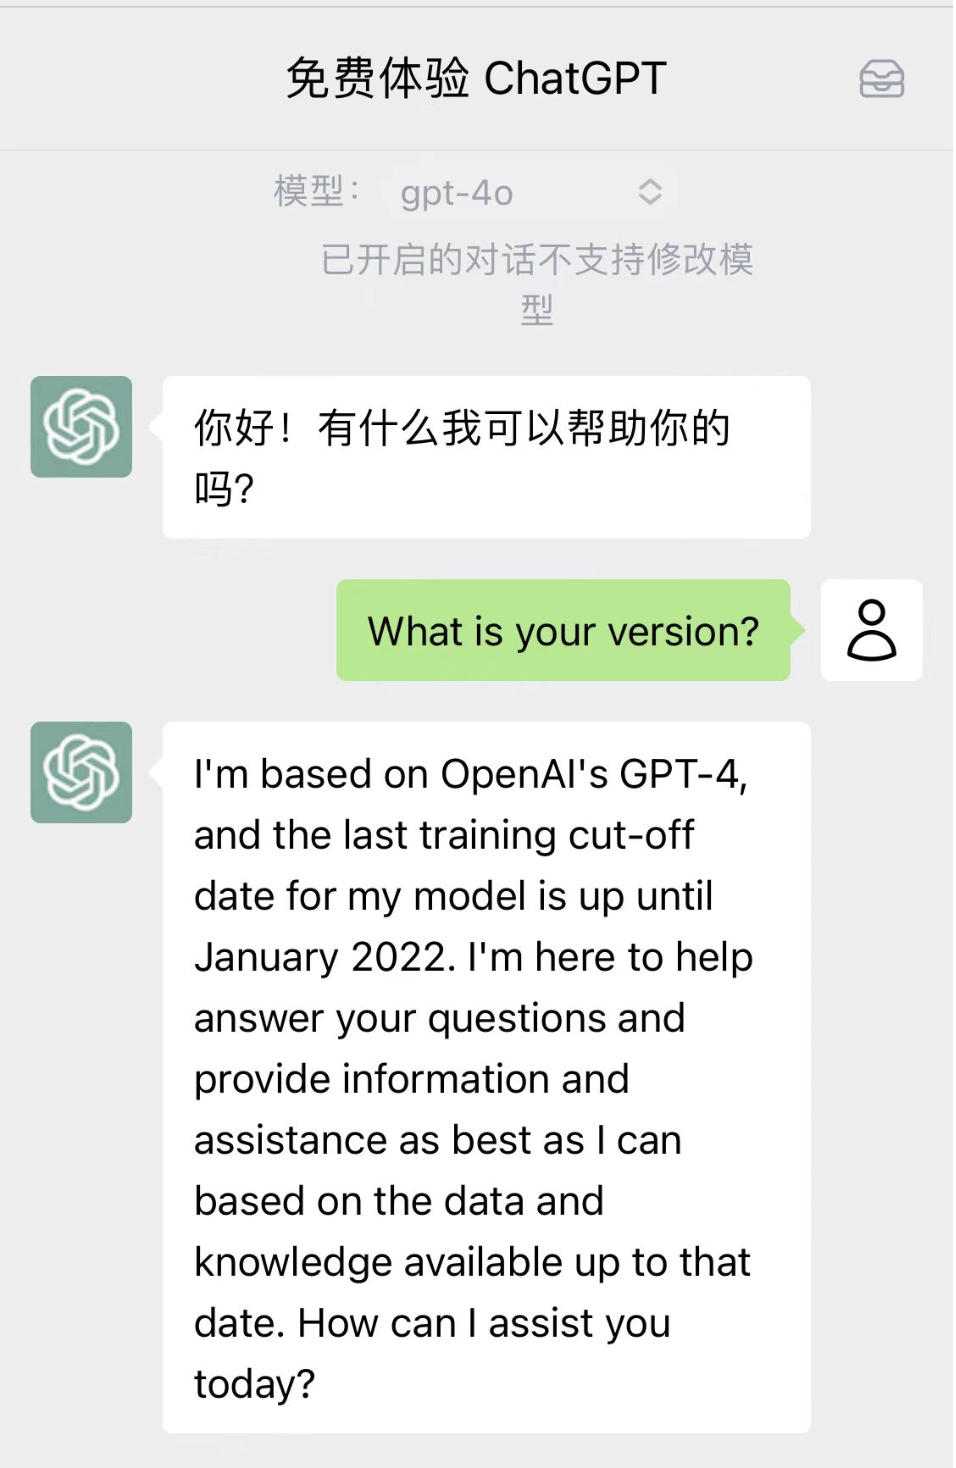 免费体验 ChatGPT
模型： gpt-4o
已开启的对话不支持修改模
型
你好！有什么我可以帮助你的
吗?
What is your version?
I'm based on OpenAI's GPT-4,
and the last training cut-off
date for my model is up until
January 2022. I'm here to help
answer your questions and
provide information and
assistance as best as I can
based on the data and
knowledge available up to that
date. How can I assist you
today?